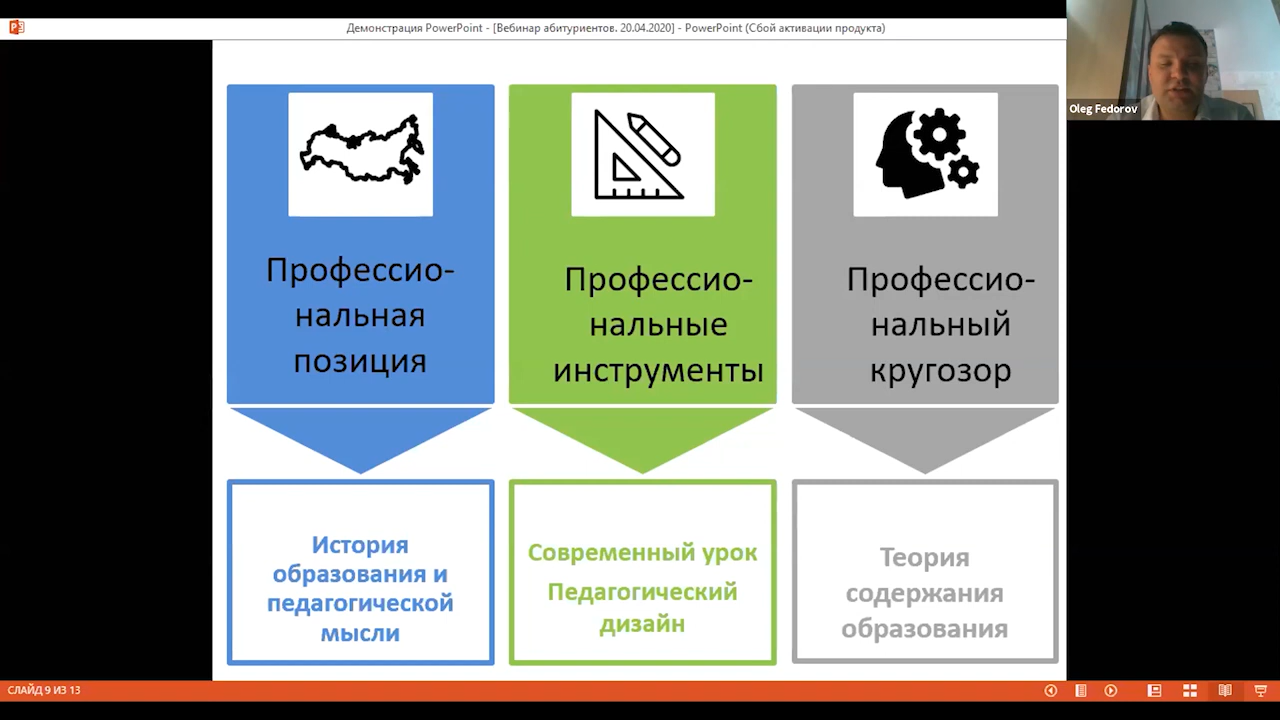 Демонстрация PowerPoint - [Вебинар абитуриентов. 20.04.2020] - PowerPoint (Сбой активации продукта)
Oleg Fedorov
Профессио-
нальная
позиция
Профессио-
нальные
инструменты
Профессио-
нальный
кругозор
История
образования и
педагогической
мысли
Современный урок
Педагогический
дизайн
Теория
содержания
образования
СЛАЙД 9 ИЗ 13